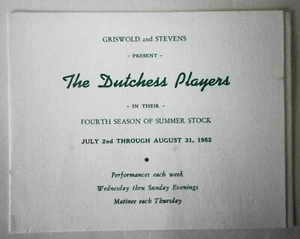 GRISWOLD and STEVENS
- PRESENT -
The Dutchess Players
- IN THEIR -
FOURTH SEASON OF SUMMER STOCK
JULY 2nd THROUGH AUGUST 31, 1952
•
Performances each week
Wednesday thru Sunday Evenings
Matinee each Thursday